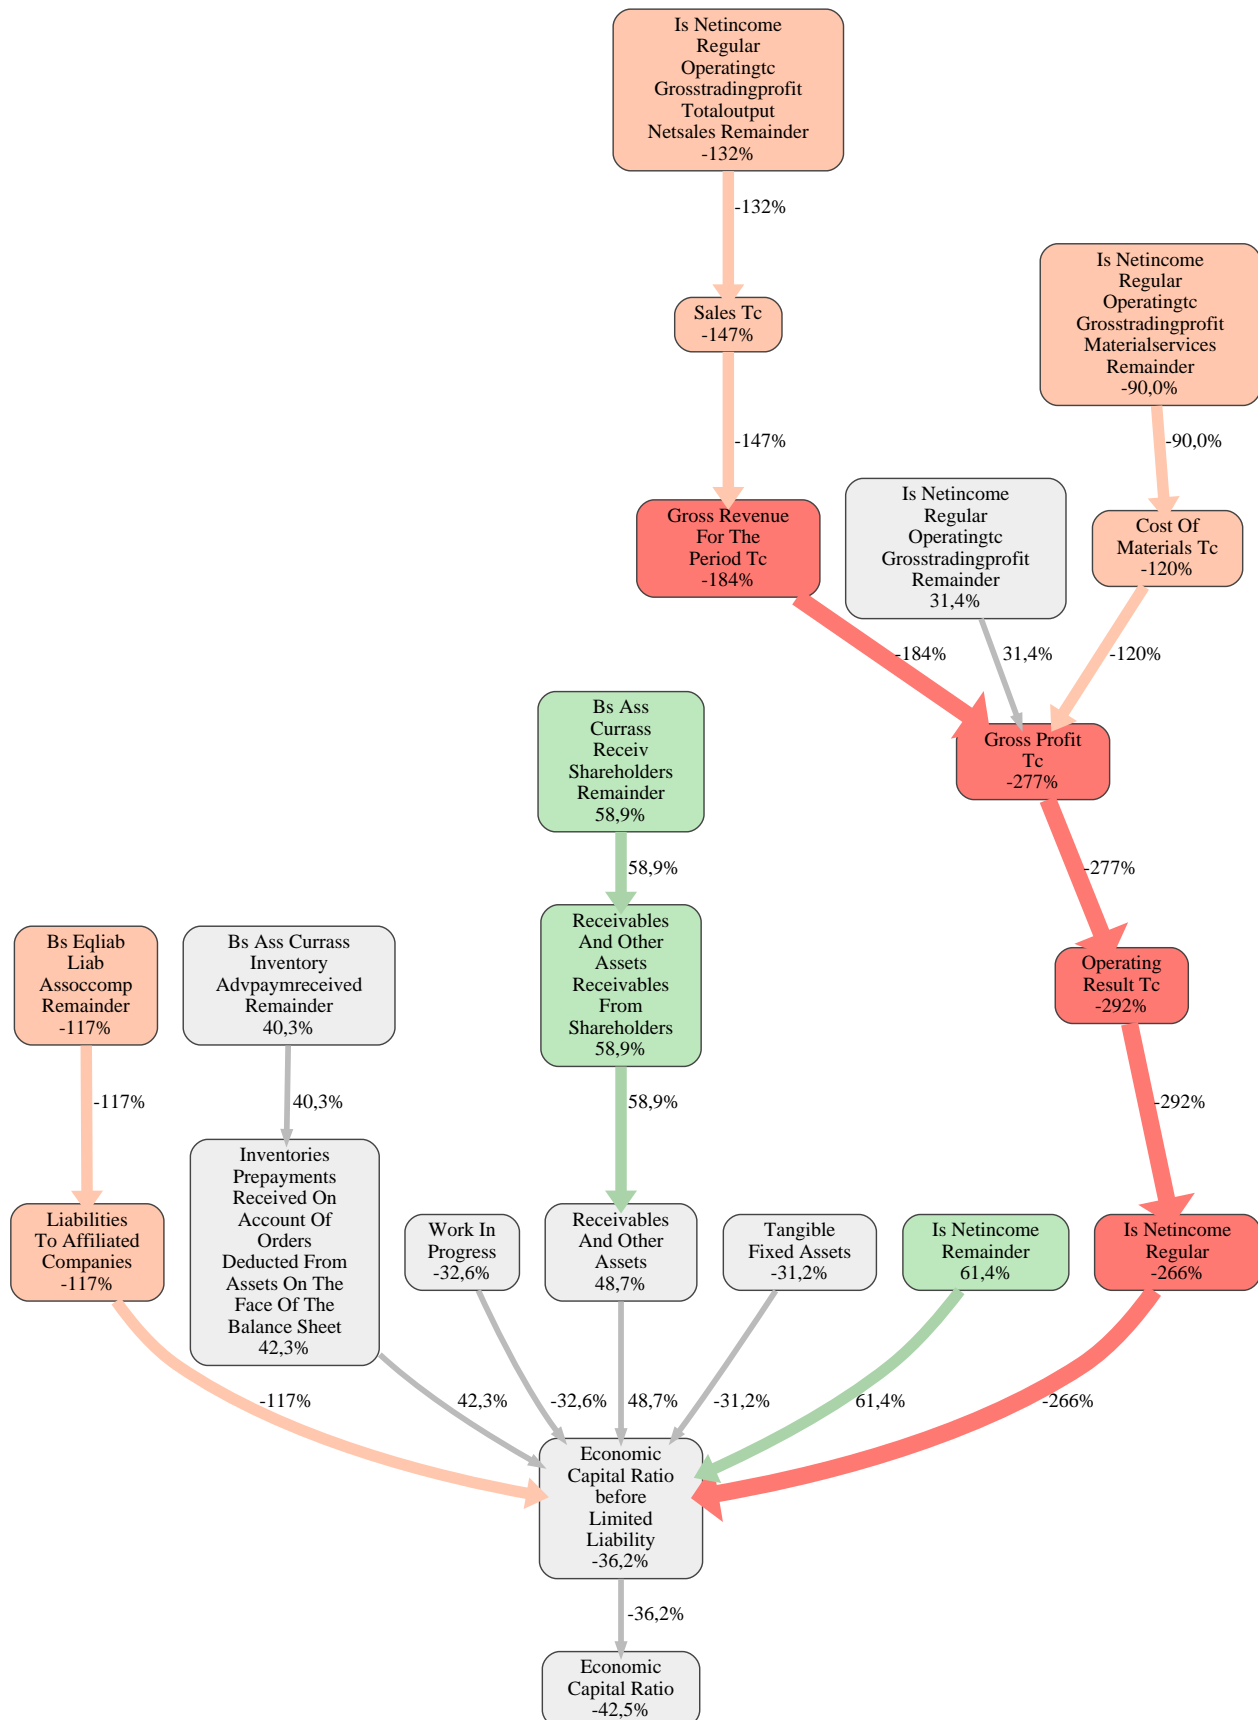 Is Netincome
Regular
Operatingtc
Grosstradingprofit
Totaloutput
Netsales Remainder
-132%
-132%
Is Netincome
Regular
Operatingtc
Grosstradingprofit
Materialservices
Remainder
-90,0%
Sales Tc
-147%
-147%
-90,0%
Gross Revenue
For The
Period Tc
-184%
Is Netincome
Regular
Operatingtc
Grosstradingprofit
Remainder
31,4%
Cost Of
Materials Tc
-120%
-184%
31,4%
-120%
Bs Ass
Currass
Receiv
Shareholders
Remainder
58,9%
Gross Profit
Tc
-277%
58,9%
-277%
Bs Eqliab
Liab
Assoccomp
Remainder
-117%
Bs Ass Currass
Inventory
Advpaymreceived
Remainder
40,3%
Receivables
And Other
Assets
Receivables
From
Shareholders
58,9%
Operating
Result Tc
-292%
-117%
40,3%
58,9%
-292%
Liabilities
To Affiliated
Companies
-117%
Inventories
Prepayments
Received On
Account Of
Orders
Deducted From
Assets On The
Face Of The
Balance Sheet
42,3%
Work In
Progress
-32,6%
Receivables
And Other
Assets
48,7%
Tangible
Fixed Assets
-31,2%
Is Netincome
Remainder
61,4%
Is Netincome
Regular
-266%
-117%
42,3%
-32,6%
48,7%
-31,2%
61,4%
-266%
Economic
Capital Ratio
before
Limited
Liability
-36,2%
-36,2%
Economic
Capital Ratio
-42,5%